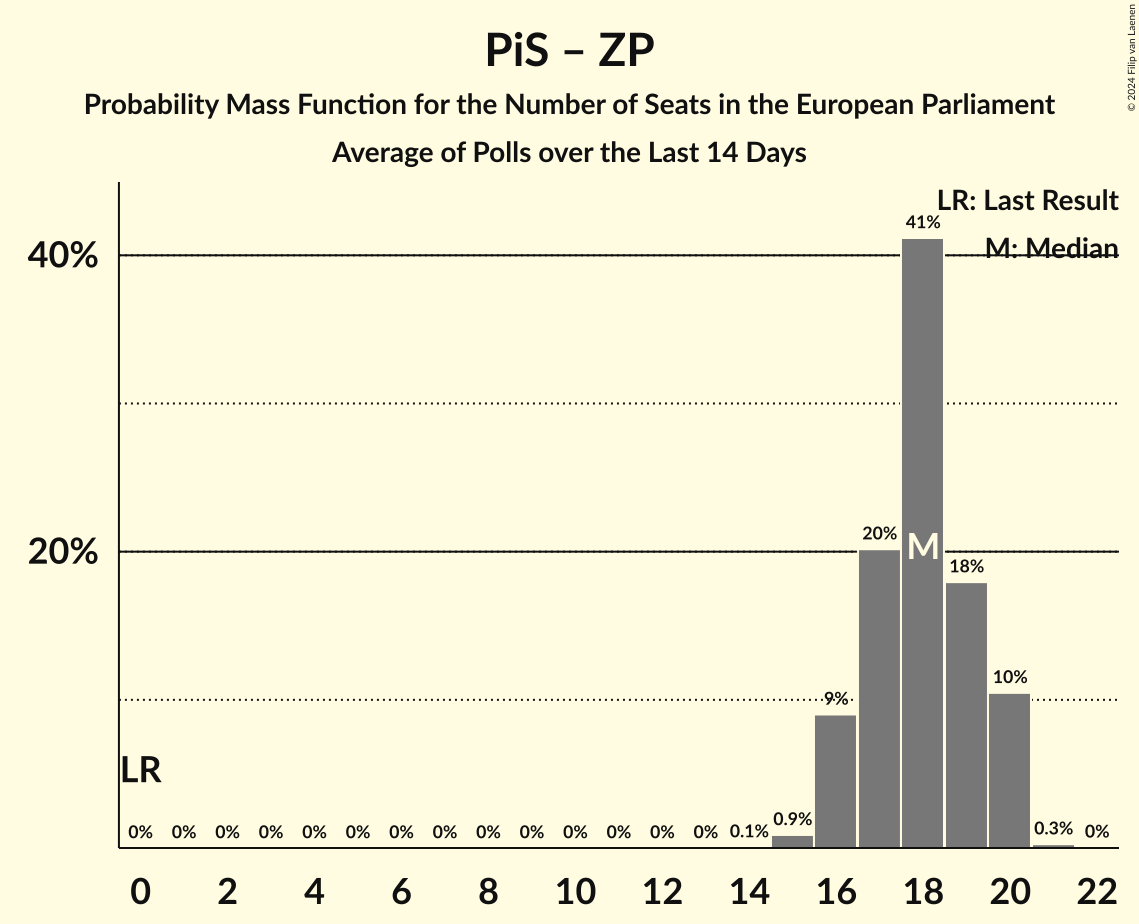 PiS – ZP
Probability Mass Function for the Number of Seats in the European Parliament
Average of Polls over the Last 14 Days
© 2024 Filip van Laenen
LR: Last Result
M: Median
40%
20%
41%
20%
M
18%
9%
10%
LR
0% 0% 0% 0% 0% 0% 0% 0% 0% 0% 0% 0% 0% 0% 0.1% 0.9% 0.3% 0%
0 2 4 6 8 10 12 14 16 18 20 22